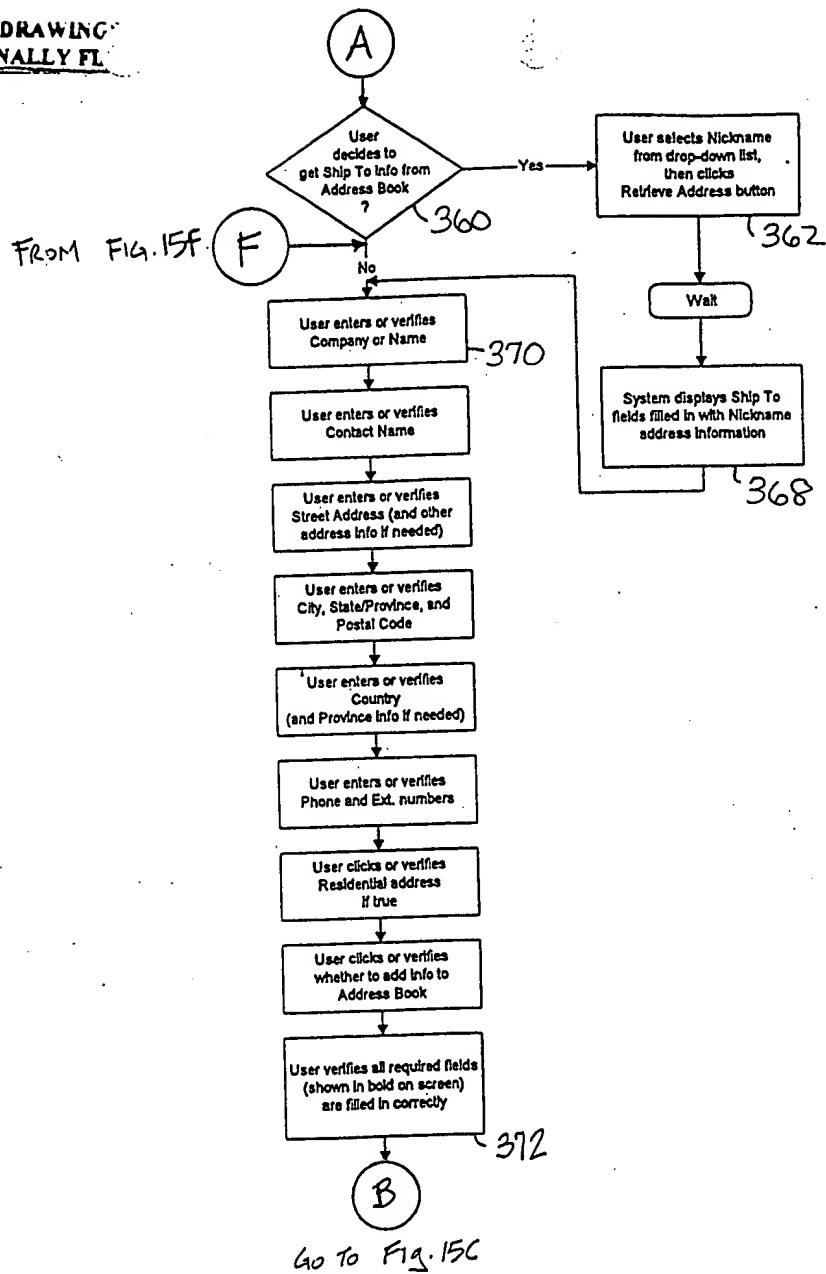 DRAWING
NALLY FI
A
User
decides to
get Ship To Info from
Address Book
?
360
Yes
User selects Nickname
from drop-down list,
then clicks
Retrieve Address button
362
FROM FIG. 15f.
F
No
Wait
User enters or verifies
Company or Name
370
System displays Ship To
fields filled in with Nickname
address information
368
User enters or verifies
Contact Name
User enters or verifies
Street Address (and other
address info if needed)
User enters or verifies
City, State/Province, and
Postal Code
User enters or verifies
Country
(and Province info if needed)
User enters or verifies
Phone and Ext. numbers
User clicks or verifies
Residential address
if true
User clicks or verifies
whether to add info to
Address Book
User verifies all required fields
(shown in bold on screen)
are filled in correctly
372
B
Go To Fig. 15C